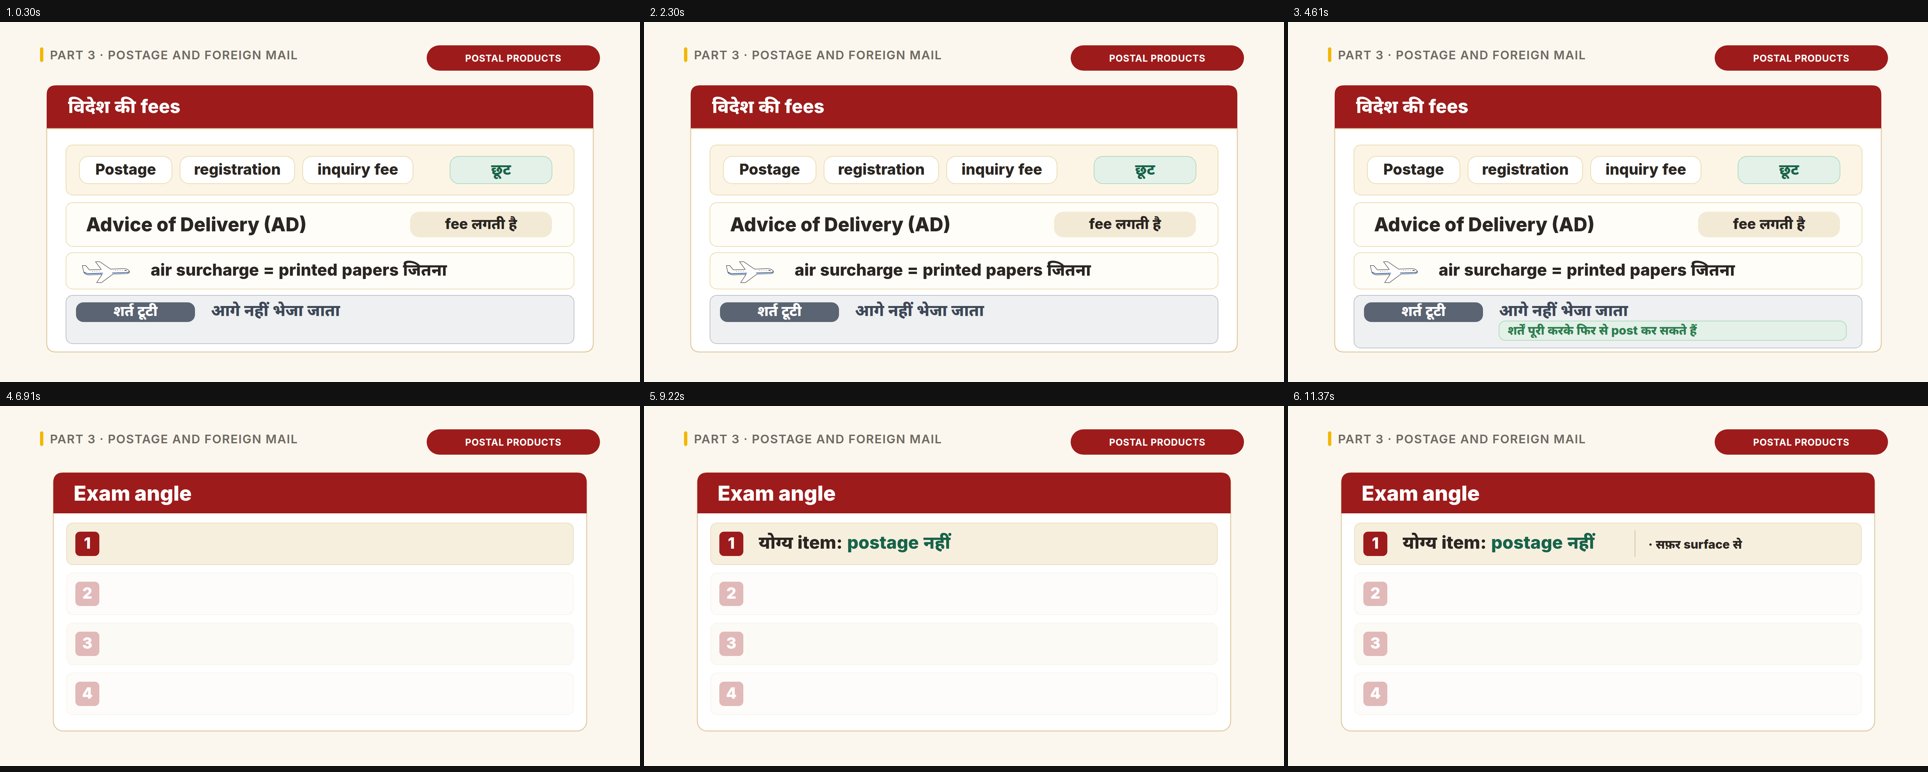 1. 0.30s
PART 3 · POSTAGE AND FOREIGN MAIL
POSTAL PRODUCTS
विदेश की fees
Postage registration inquiry fee छूट
Advice of Delivery (AD) fee लगती है
air surcharge = printed papers जितना
शर्त टूटी आगे नहीं भेजा जाता
2. 2.30s
PART 3 · POSTAGE AND FOREIGN MAIL
POSTAL PRODUCTS
विदेश की fees
Postage registration inquiry fee छूट
Advice of Delivery (AD) fee लगती है
air surcharge = printed papers जितना
शर्त टूटी आगे नहीं भेजा जाता
3. 4.61s
PART 3 · POSTAGE AND FOREIGN MAIL
POSTAL PRODUCTS
विदेश की fees
Postage registration inquiry fee छूट
Advice of Delivery (AD) fee लगती है
air surcharge = printed papers जितना
शर्त टूटी आगे नहीं भेजा जाता
शर्तें पूरी करके फिर से post कर सकते हैं
4. 6.91s
PART 3 · POSTAGE AND FOREIGN MAIL
POSTAL PRODUCTS
Exam angle
1
2
3
4
5. 9.22s
PART 3 · POSTAGE AND FOREIGN MAIL
POSTAL PRODUCTS
Exam angle
1 योग्य item: postage नहीं
2
3
4
6. 11.37s
PART 3 · POSTAGE AND FOREIGN MAIL
POSTAL PRODUCTS
Exam angle
1 योग्य item: postage नहीं · सफ़र surface से
2
3
4